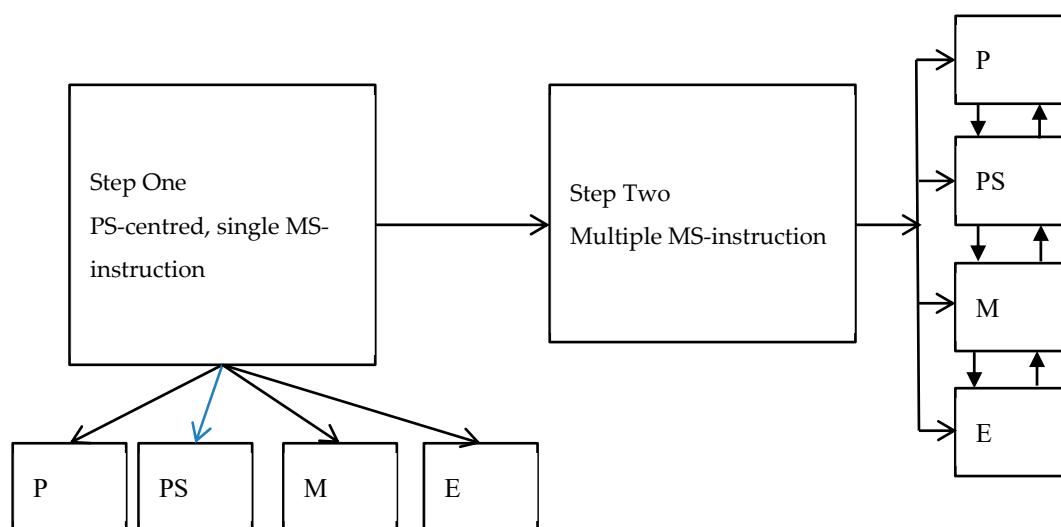 Step One
PS-centred, single MS-
instruction
Step Two
Multiple MS-instruction
P
PS
M
E
P
PS
M
E